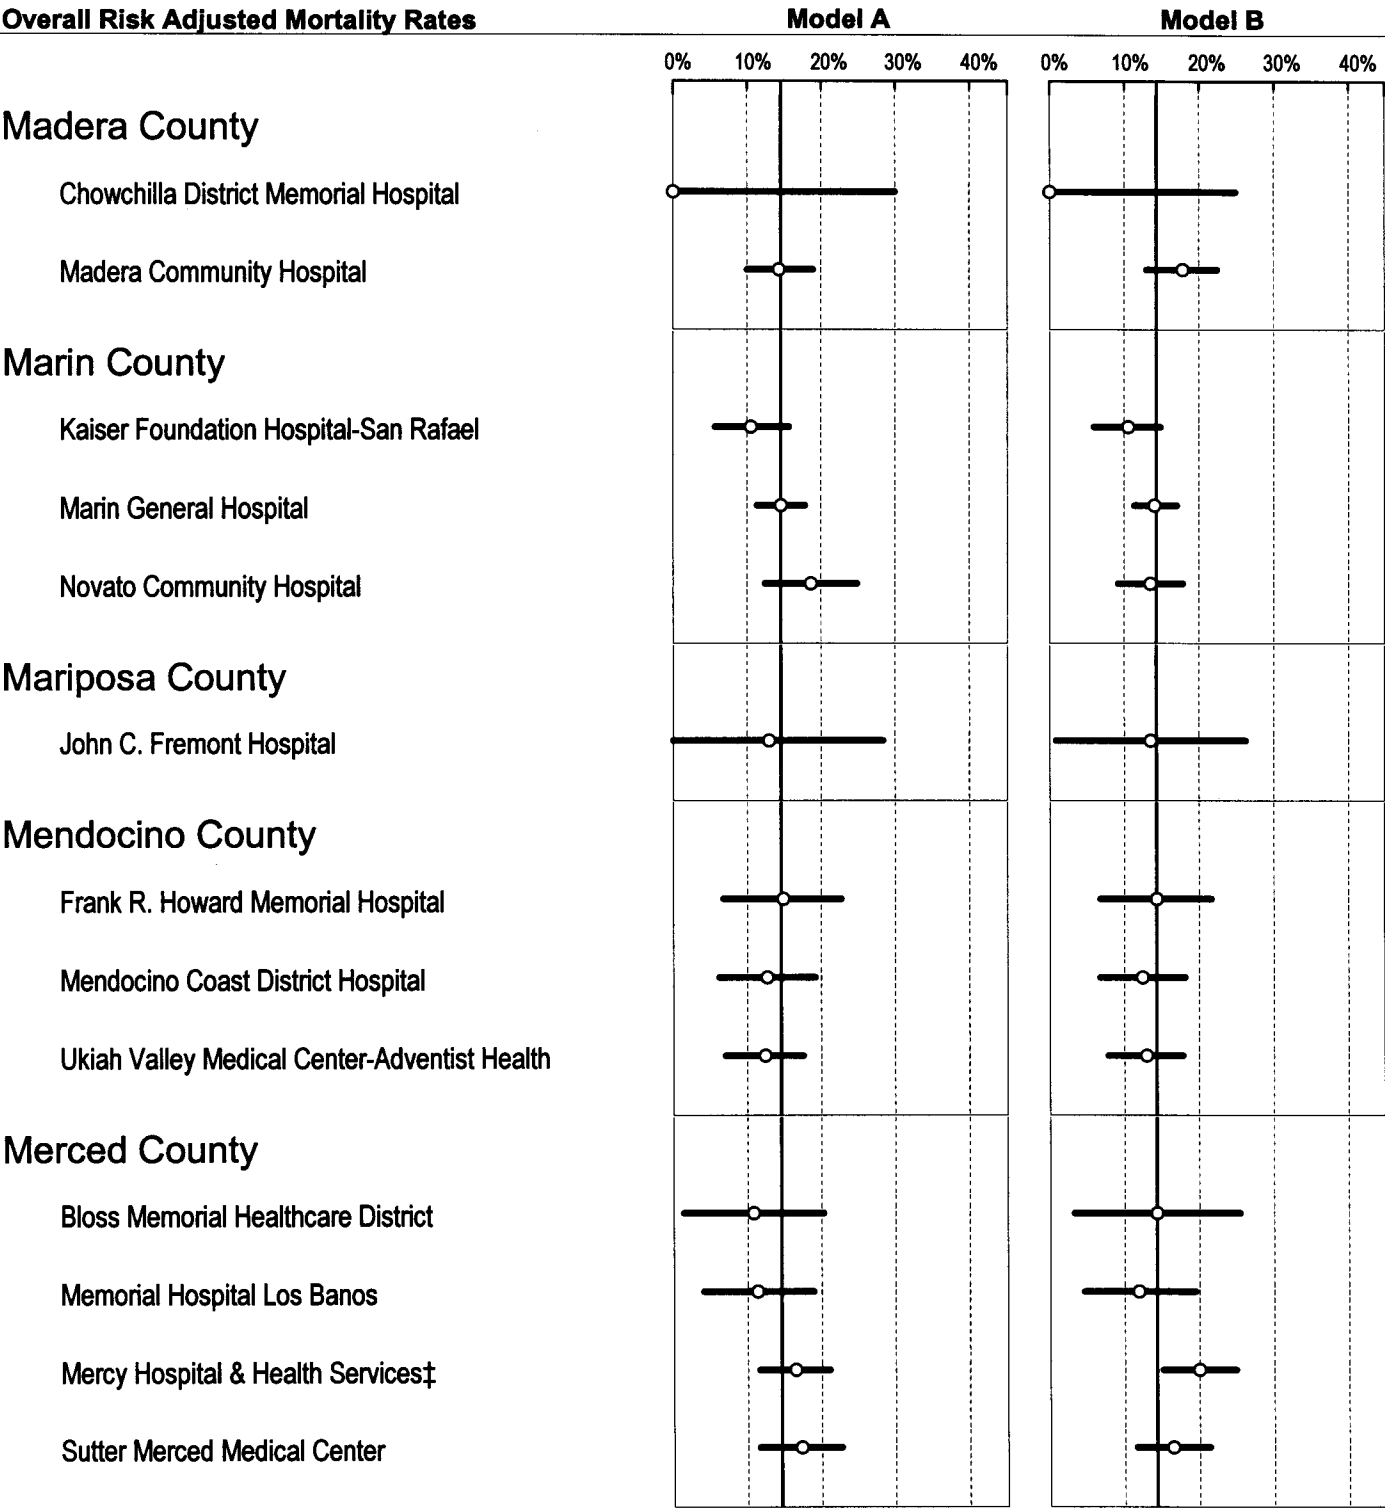 Overall Risk Adjusted Mortality Rates Model A Model B
0% 10% 20% 30% 40% 0% 10% 20% 30% 40%
Madera County
Chowchilla District Memorial Hospital
Madera Community Hospital
Marin County
Kaiser Foundation Hospital-San Rafael
Marin General Hospital
Novato Community Hospital
Mariposa County
John C. Fremont Hospital
Mendocino County
Frank R. Howard Memorial Hospital
Mendocino Coast District Hospital
Ukiah Valley Medical Center-Adventist Health
Merced County
Bloss Memorial Healthcare District
Memorial Hospital Los Banos
Mercy Hospital & Health Services‡
Sutter Merced Medical Center